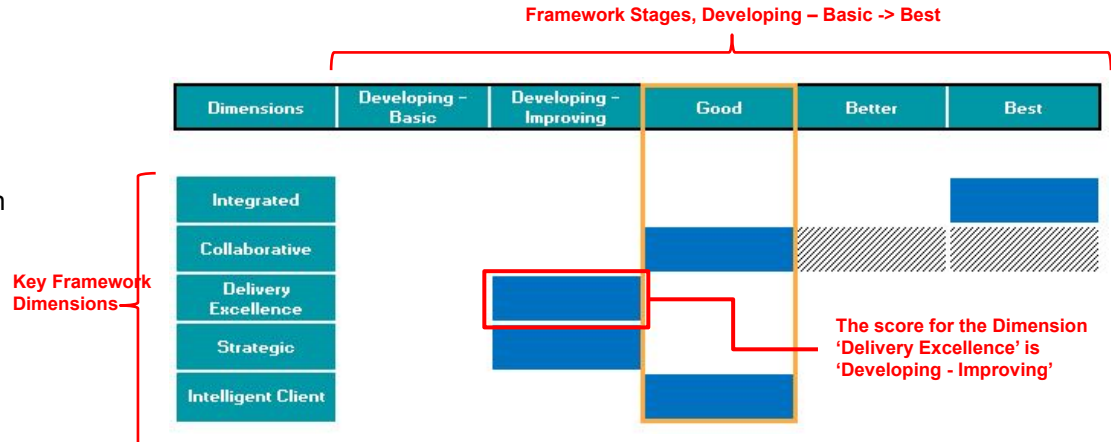 Framework Stages, Developing – Basic -> Best
Dimensions
Developing –
Basic
Developing –
Improving
Good
Better
Best
Integrated
Collaborative
Key Framework
Dimensions
Delivery
Excellence
Strategic
Intelligent Client
The score for the Dimension
‘Delivery Excellence’ is
‘Developing - Improving’